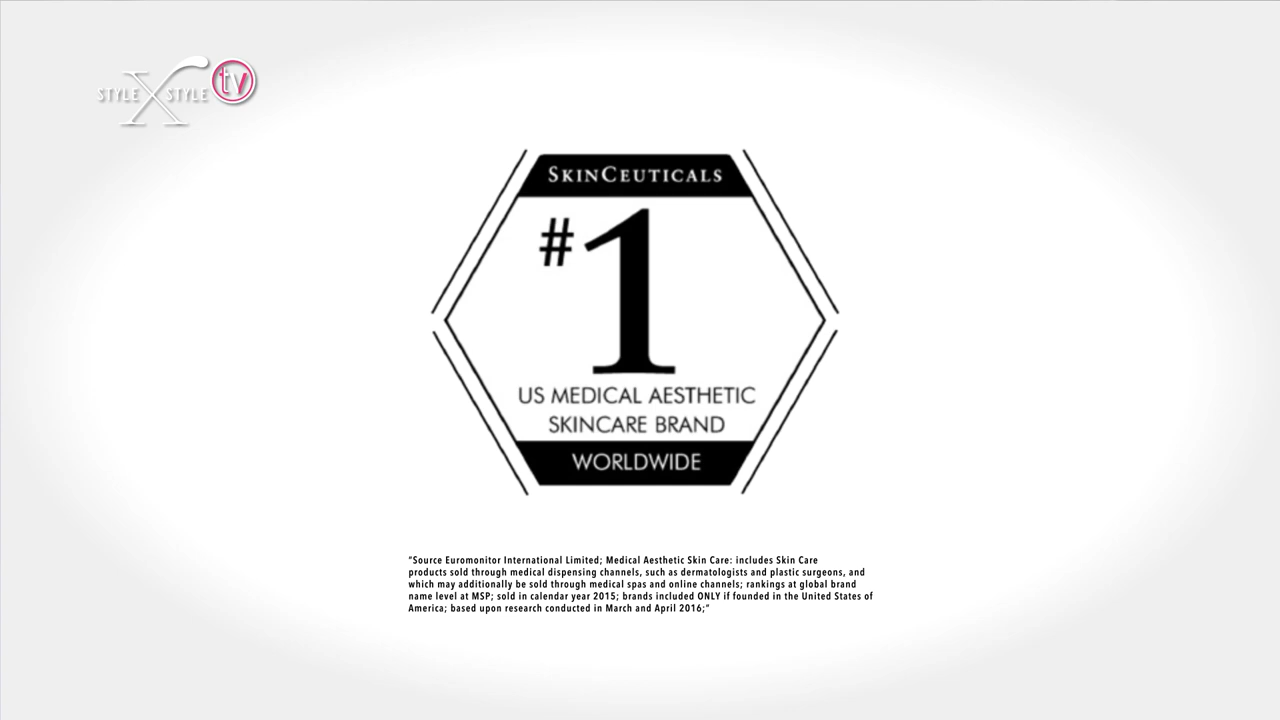 STYLE X STYLE tv
SKINCEUTICALS
#1
US MEDICAL AESTHETIC
SKINCARE BRAND
WORLDWIDE
“Source Euromonitor International Limited; Medical Aesthetic Skin Care: includes Skin Care
products sold through medical dispensing channels, such as dermatologists and plastic surgeons, and
which may additionally be sold through medical spas and online channels; rankings at global brand
name level at MSP; sold in calendar year 2015; brands included ONLY if founded in the United States of
America; based upon research conducted in March and April 2016;”